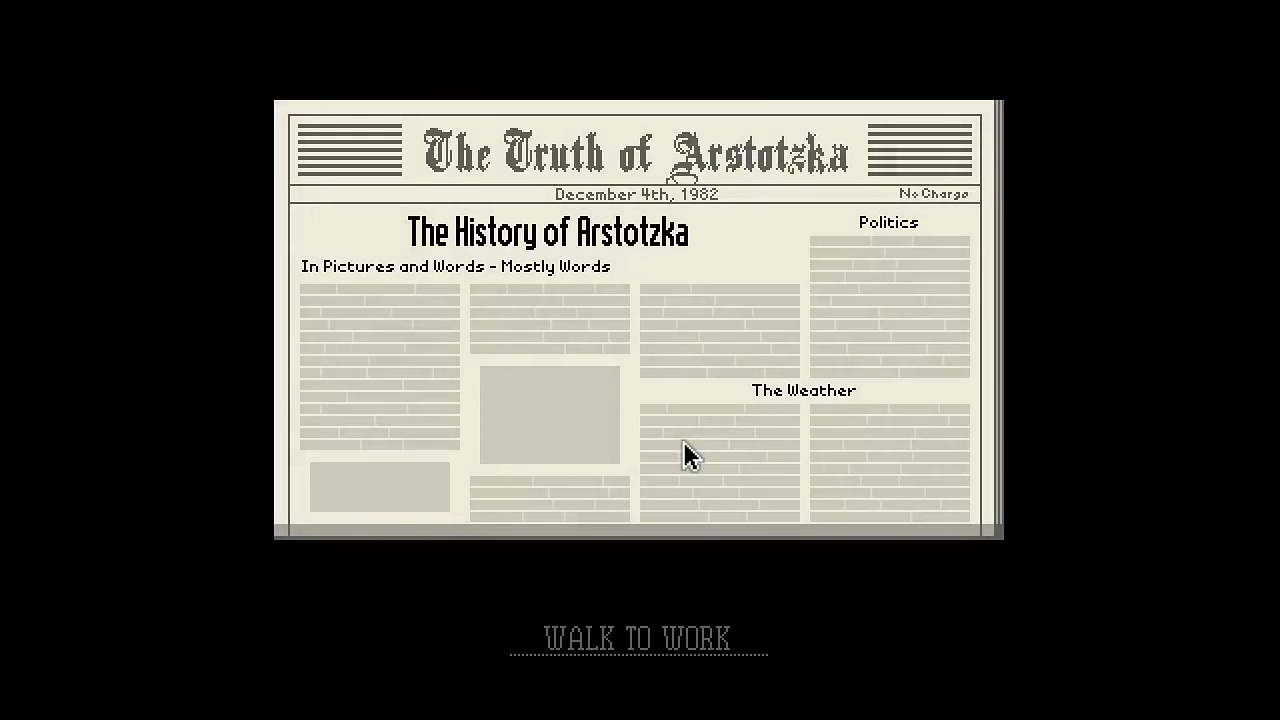 The Truth of Arstotzka
December 4th, 1982
No Charge
The History of Arstotzka
In Pictures and Words - Mostly Words
Politics
The Weather
WALK TO WORK